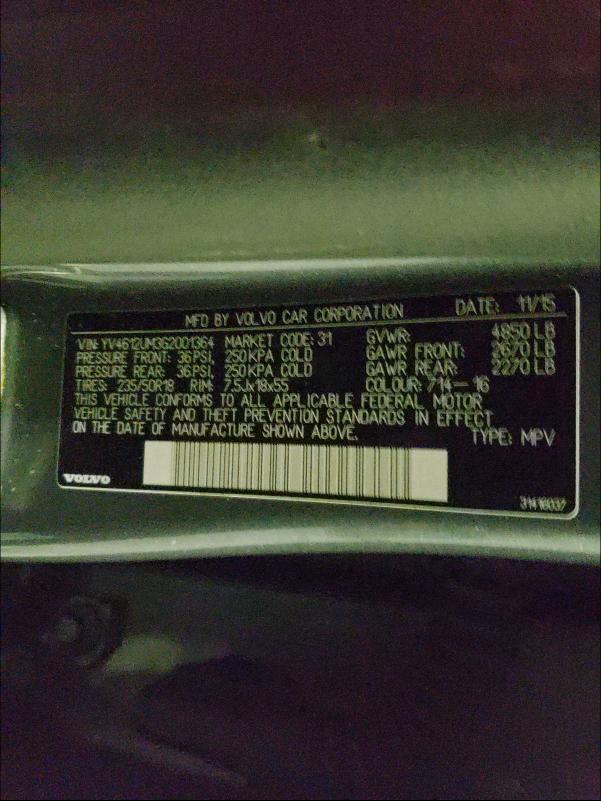 MFD BY VOLVO CAR CORPORATION DATE: 11/15
VIN: YV4612UM3G2001364 MARKET CODE: 31 GVWR: 4850 LB
PRESSURE FRONT: 36 PSI, 250 KPA COLD GAWR FRONT: 2670 LB
PRESSURE REAR: 36 PSI, 250 KPA COLD GAWR REAR: 2270 LB
TIRES: 235/50R18 RIM: 7.5Jx18x55 COLOUR: 714-16
THIS VEHICLE CONFORMS TO ALL APPLICABLE FEDERAL MOTOR
VEHICLE SAFETY AND THEFT PREVENTION STANDARDS IN EFFECT
ON THE DATE OF MANUFACTURE SHOWN ABOVE. TYPE: MPV
VOLVO